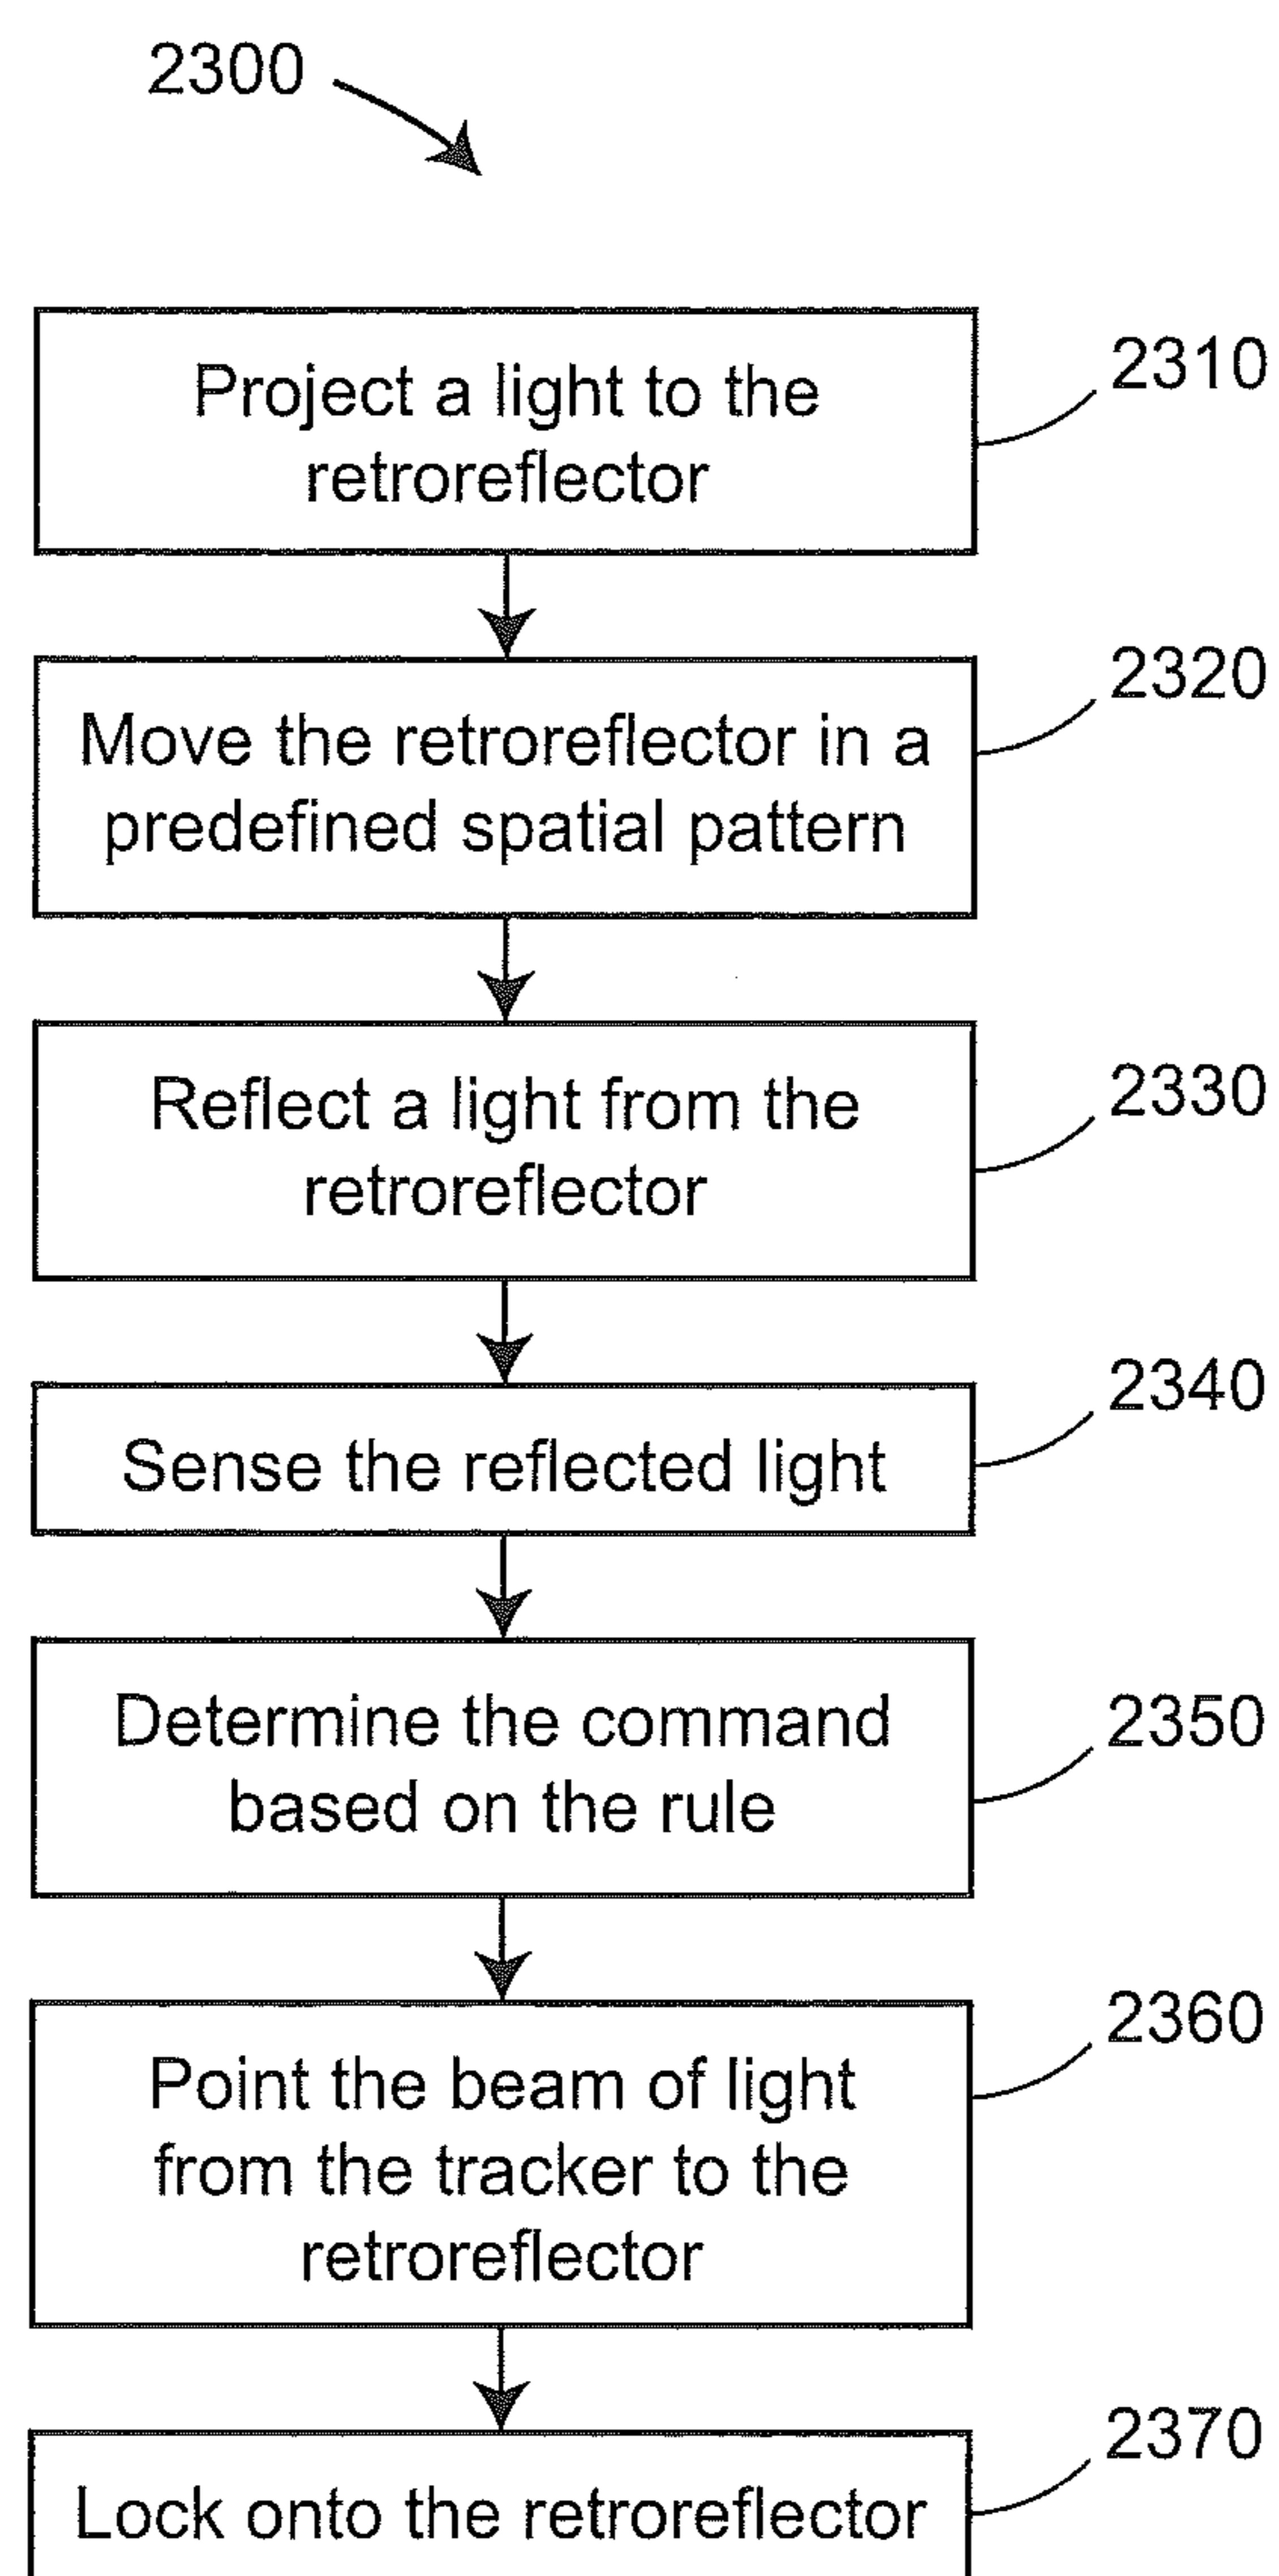 2300
Project a light to the
retroreflector
2310
Move the retroreflector in a
predefined spatial pattern
2320
Reflect a light from the
retroreflector
2330
Sense the reflected light
2340
Determine the command
based on the rule
2350
Point the beam of light
from the tracker to the
retroreflector
2360
Lock onto the retroreflector
2370